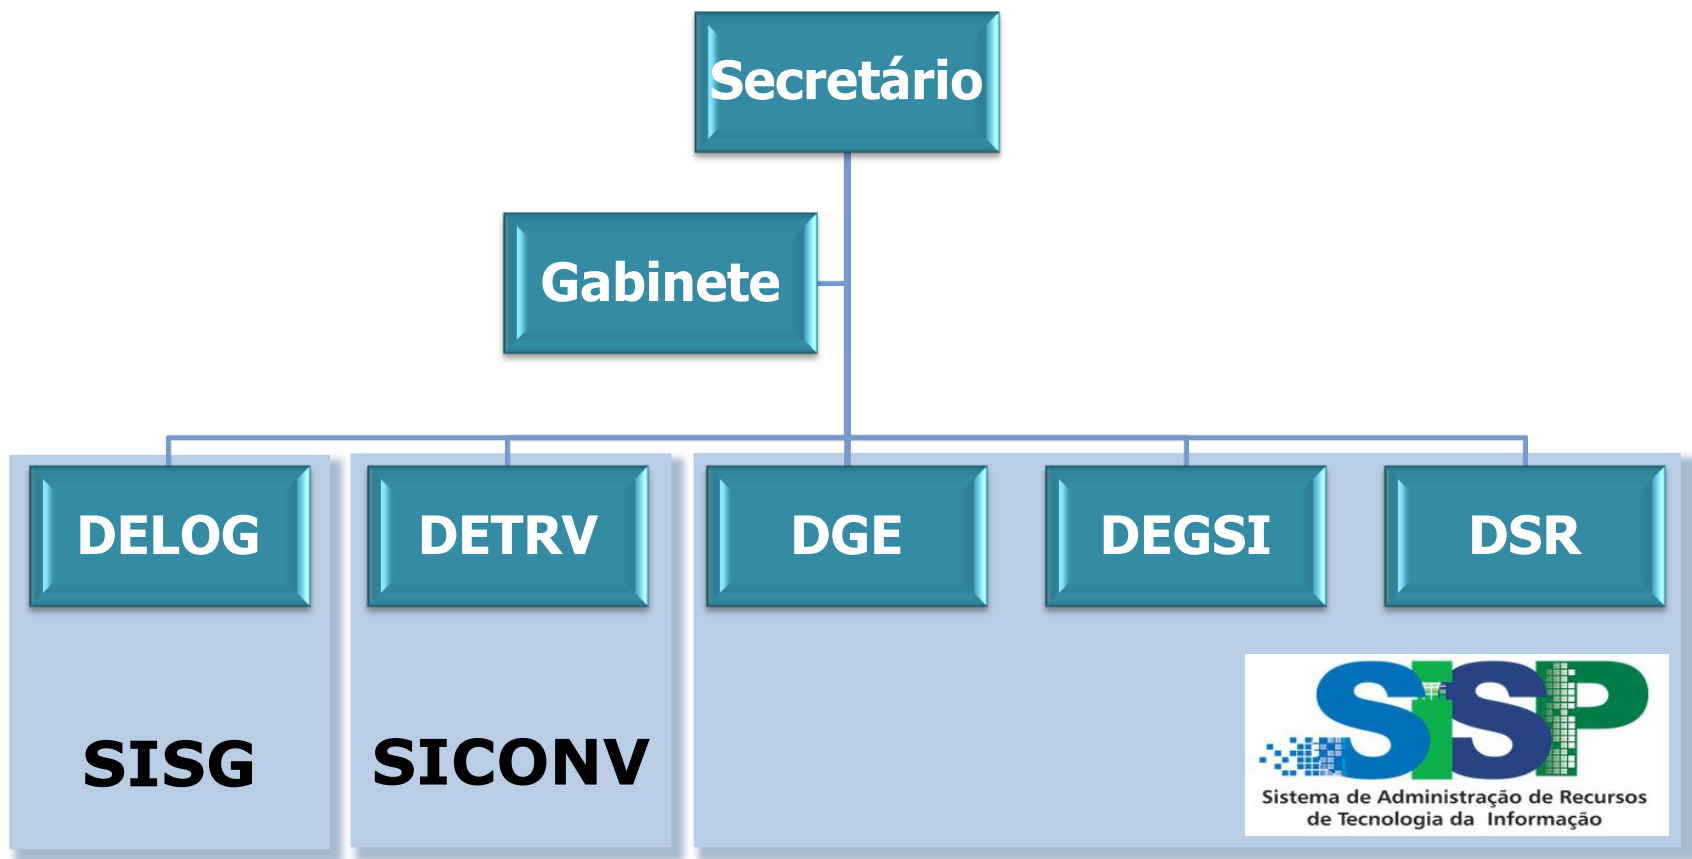 Secretário
Gabinete
DELOG
DETRV
DGE
DEGSI
DSR
SISG
SICONV
SiSP
Sistema de Administração de Recursos
de Tecnologia da Informação